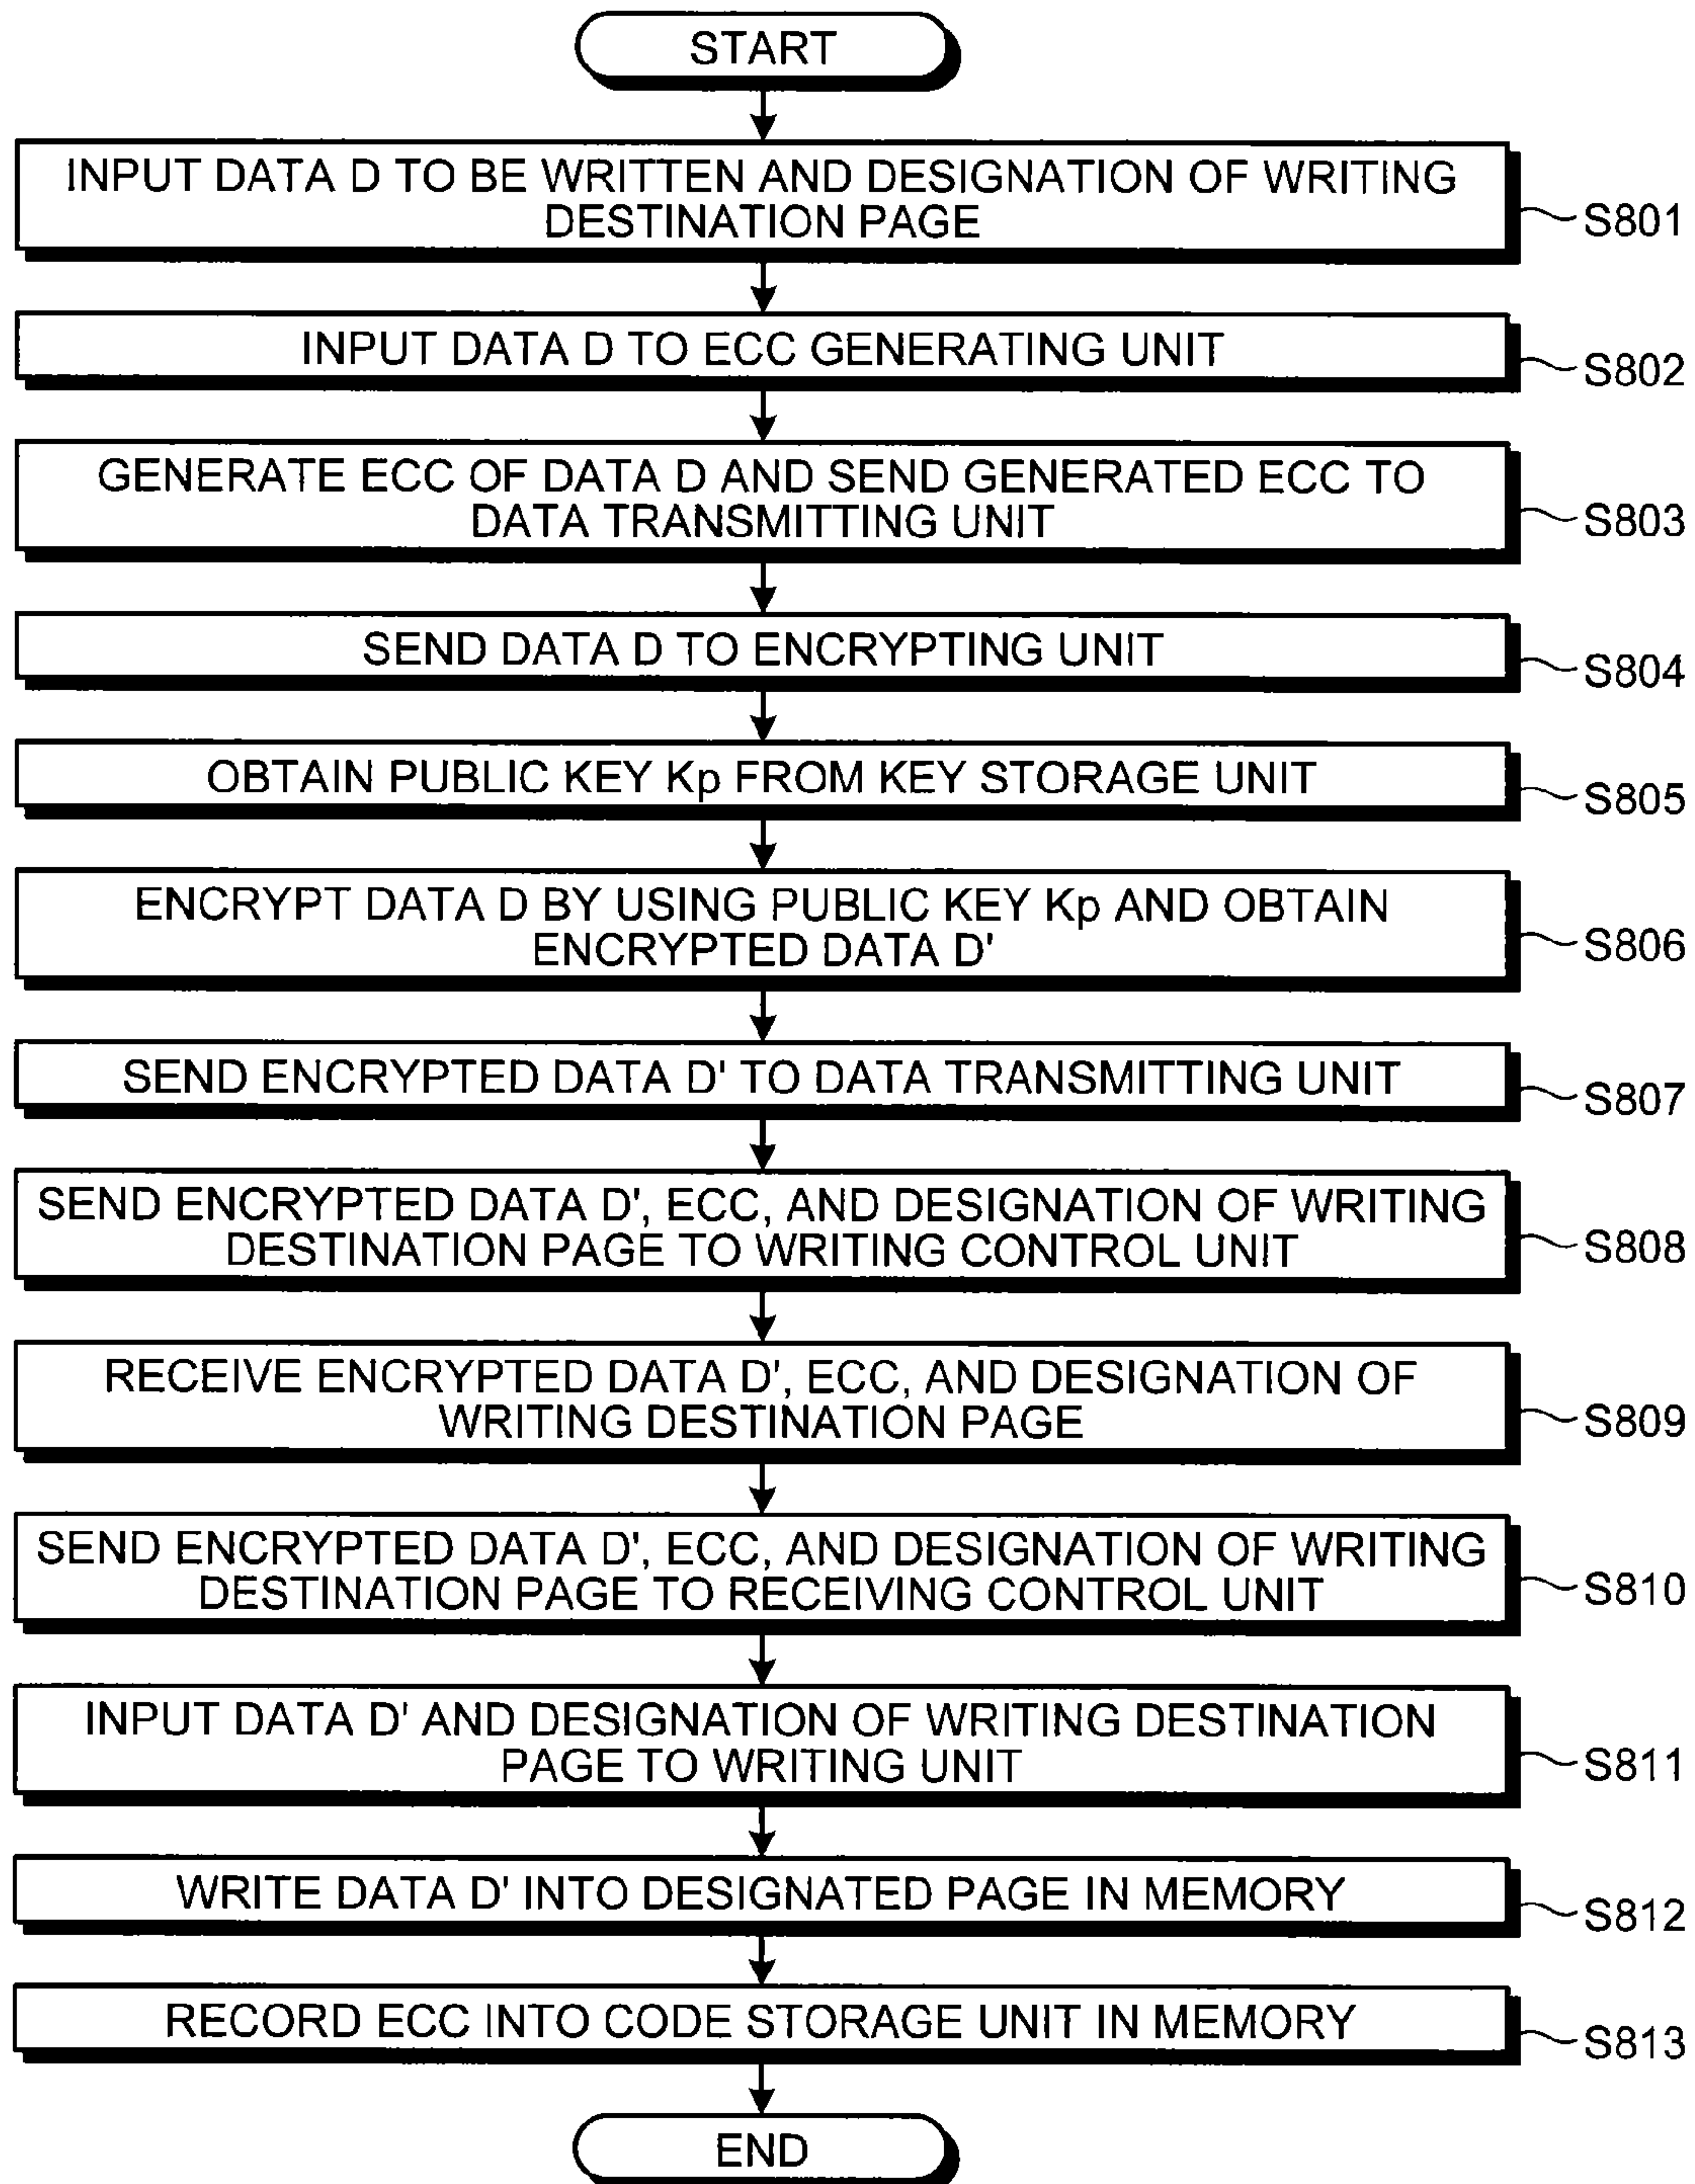 START
INPUT DATA D TO BE WRITTEN AND DESIGNATION OF WRITING
DESTINATION PAGE
S801
INPUT DATA D TO ECC GENERATING UNIT
S802
GENERATE ECC OF DATA D AND SEND GENERATED ECC TO
DATA TRANSMITTING UNIT
S803
SEND DATA D TO ENCRYPTING UNIT
S804
OBTAIN PUBLIC KEY Kp FROM KEY STORAGE UNIT
S805
ENCRYPT DATA D BY USING PUBLIC KEY Kp AND OBTAIN
ENCRYPTED DATA D'
S806
SEND ENCRYPTED DATA D' TO DATA TRANSMITTING UNIT
S807
SEND ENCRYPTED DATA D', ECC, AND DESIGNATION OF WRITING
DESTINATION PAGE TO WRITING CONTROL UNIT
S808
RECEIVE ENCRYPTED DATA D', ECC, AND DESIGNATION OF
WRITING DESTINATION PAGE
S809
SEND ENCRYPTED DATA D', ECC, AND DESIGNATION OF WRITING
DESTINATION PAGE TO RECEIVING CONTROL UNIT
S810
INPUT DATA D' AND DESIGNATION OF WRITING DESTINATION
PAGE TO WRITING UNIT
S811
WRITE DATA D' INTO DESIGNATED PAGE IN MEMORY
S812
RECORD ECC INTO CODE STORAGE UNIT IN MEMORY
S813
END